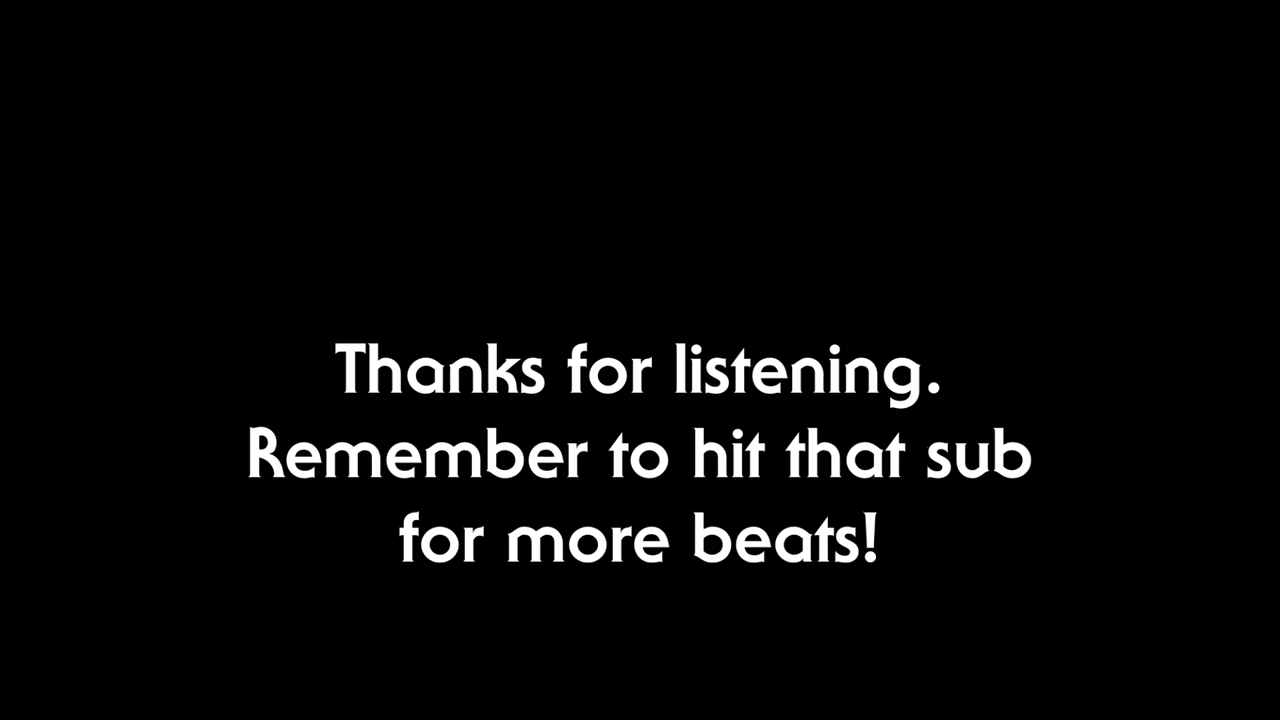 Thanks for listening.
Remember to hit that sub
for more beats!